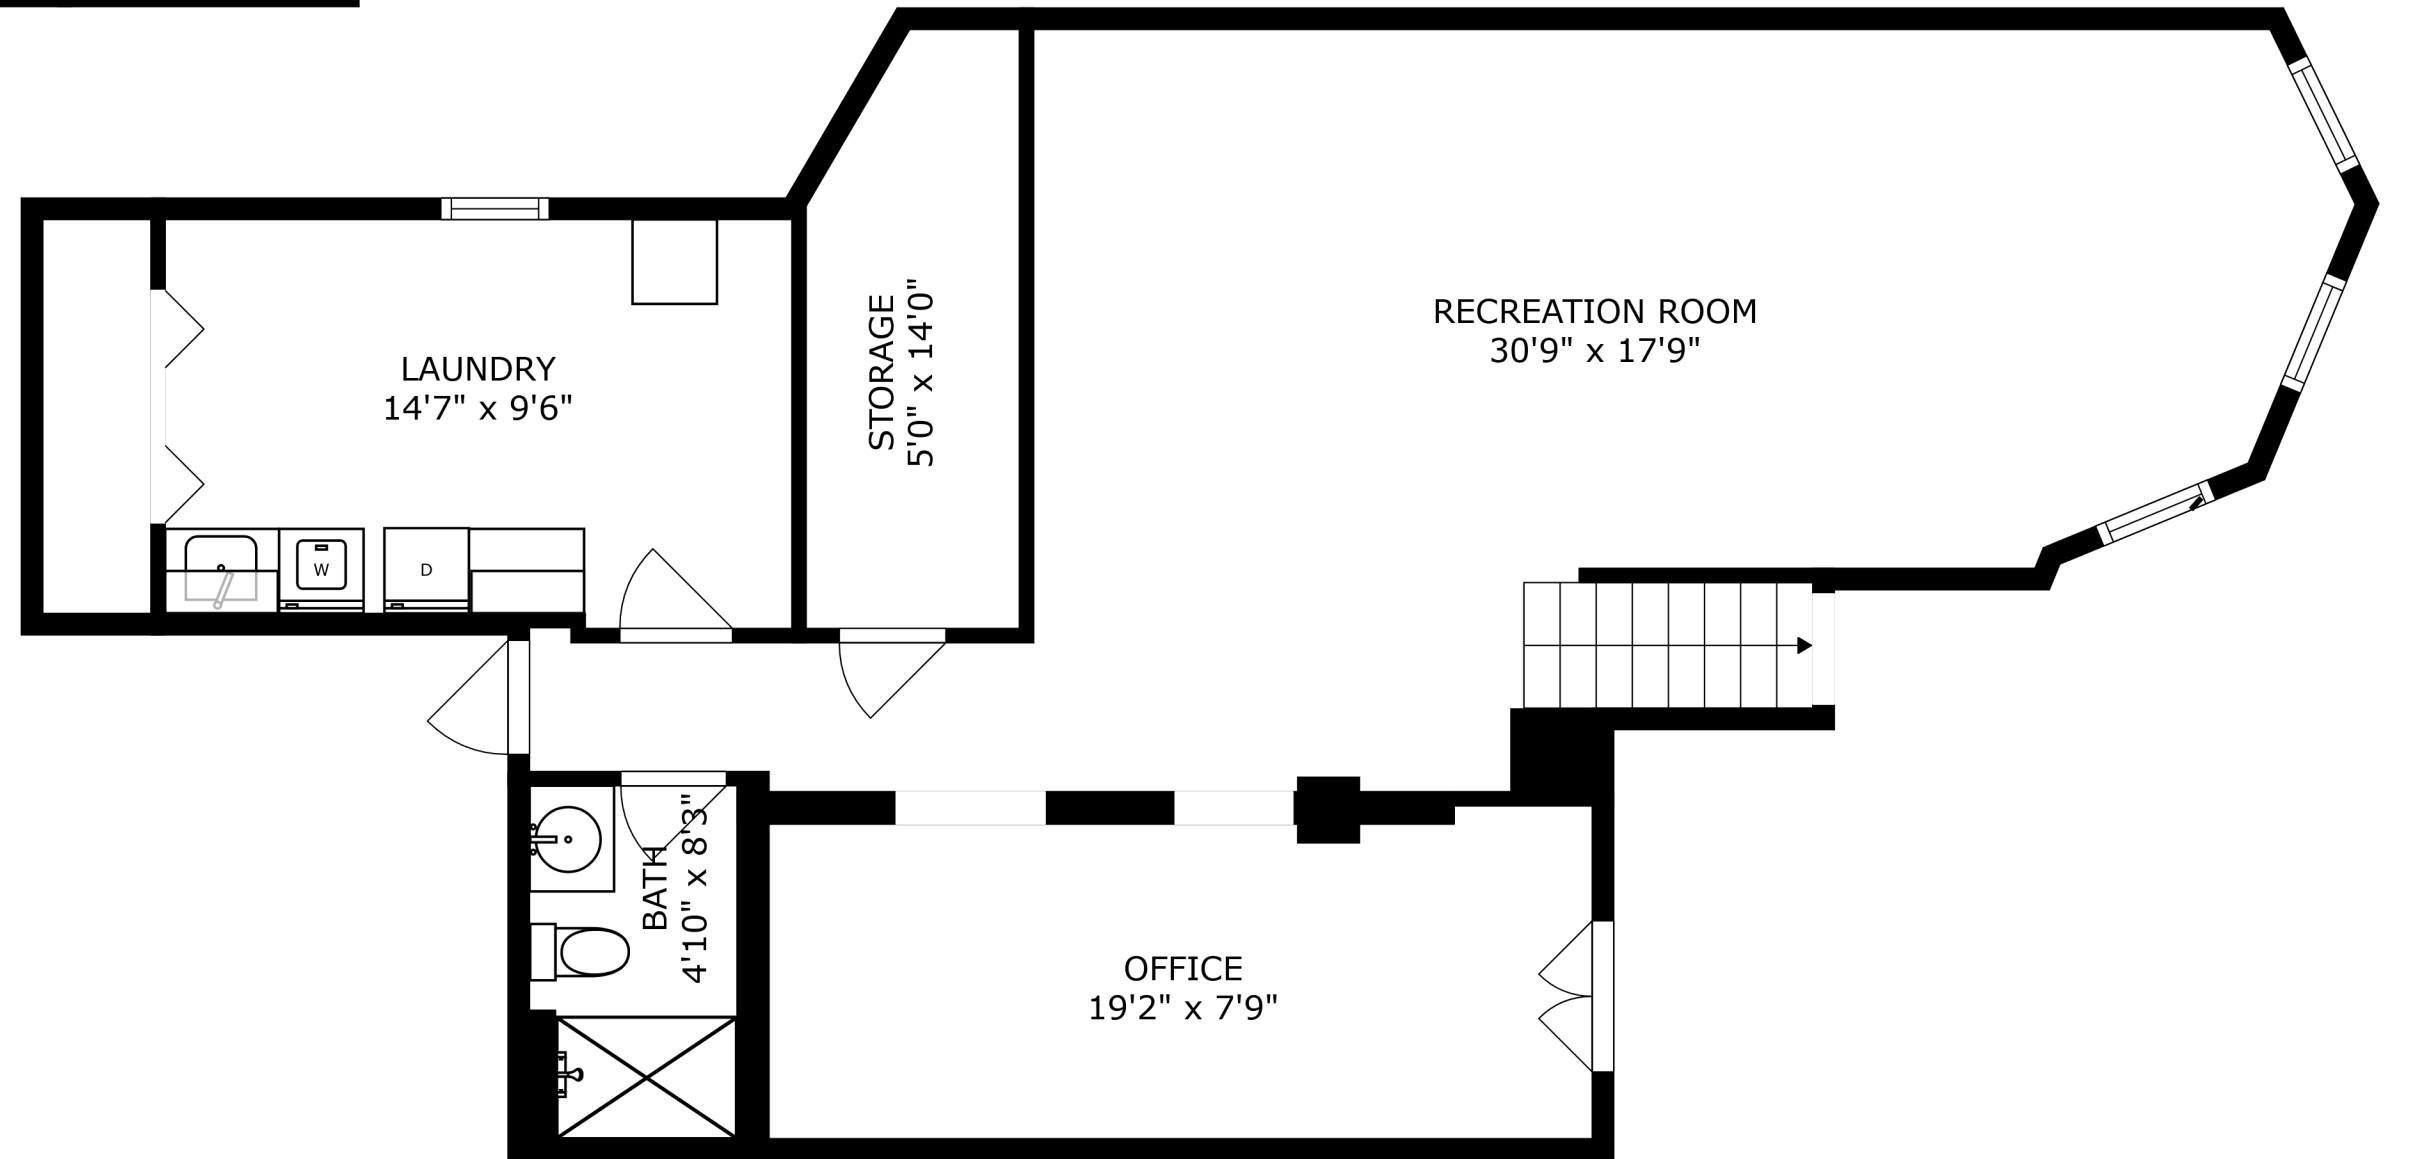 RECREATION ROOM
30'9" x 17'9"
LAUNDRY
14'7" x 9'6"
STORAGE
5'0" x 14'0"
W
D
BATH
4'10" x 8'3"
OFFICE
19'2" x 7'9"